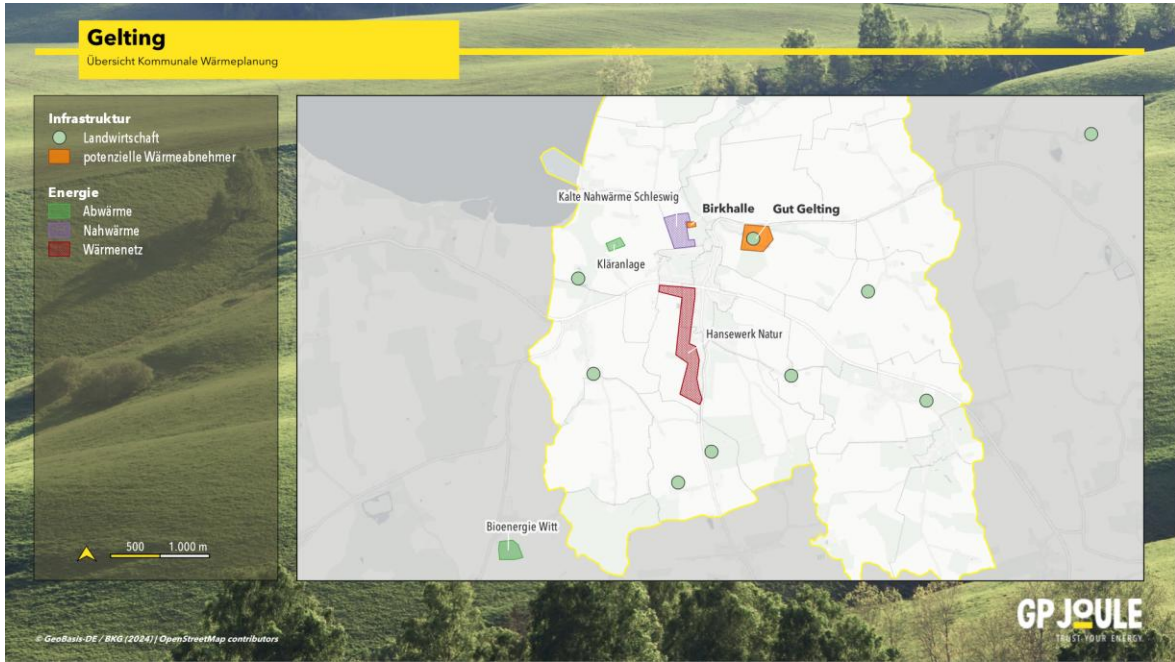 Gelting
Übersicht Kommunale Wärmeplanung
Infrastruktur
Landwirtschaft
potenzielle Wärmeabnehmer
Energie
Abwärme
Nahwärme
Wärmenetz
500 1.000 m
Kalte Nahwärme Schleswig
Birkhalle
Gut Gelting
Kläranlage
Hansewerk Natur
Bioenergie Witt
© GeoBasis-DE / BKG (2024) | OpenStreetMap contributors
GP JOULE
TRUST YOUR ENERGY